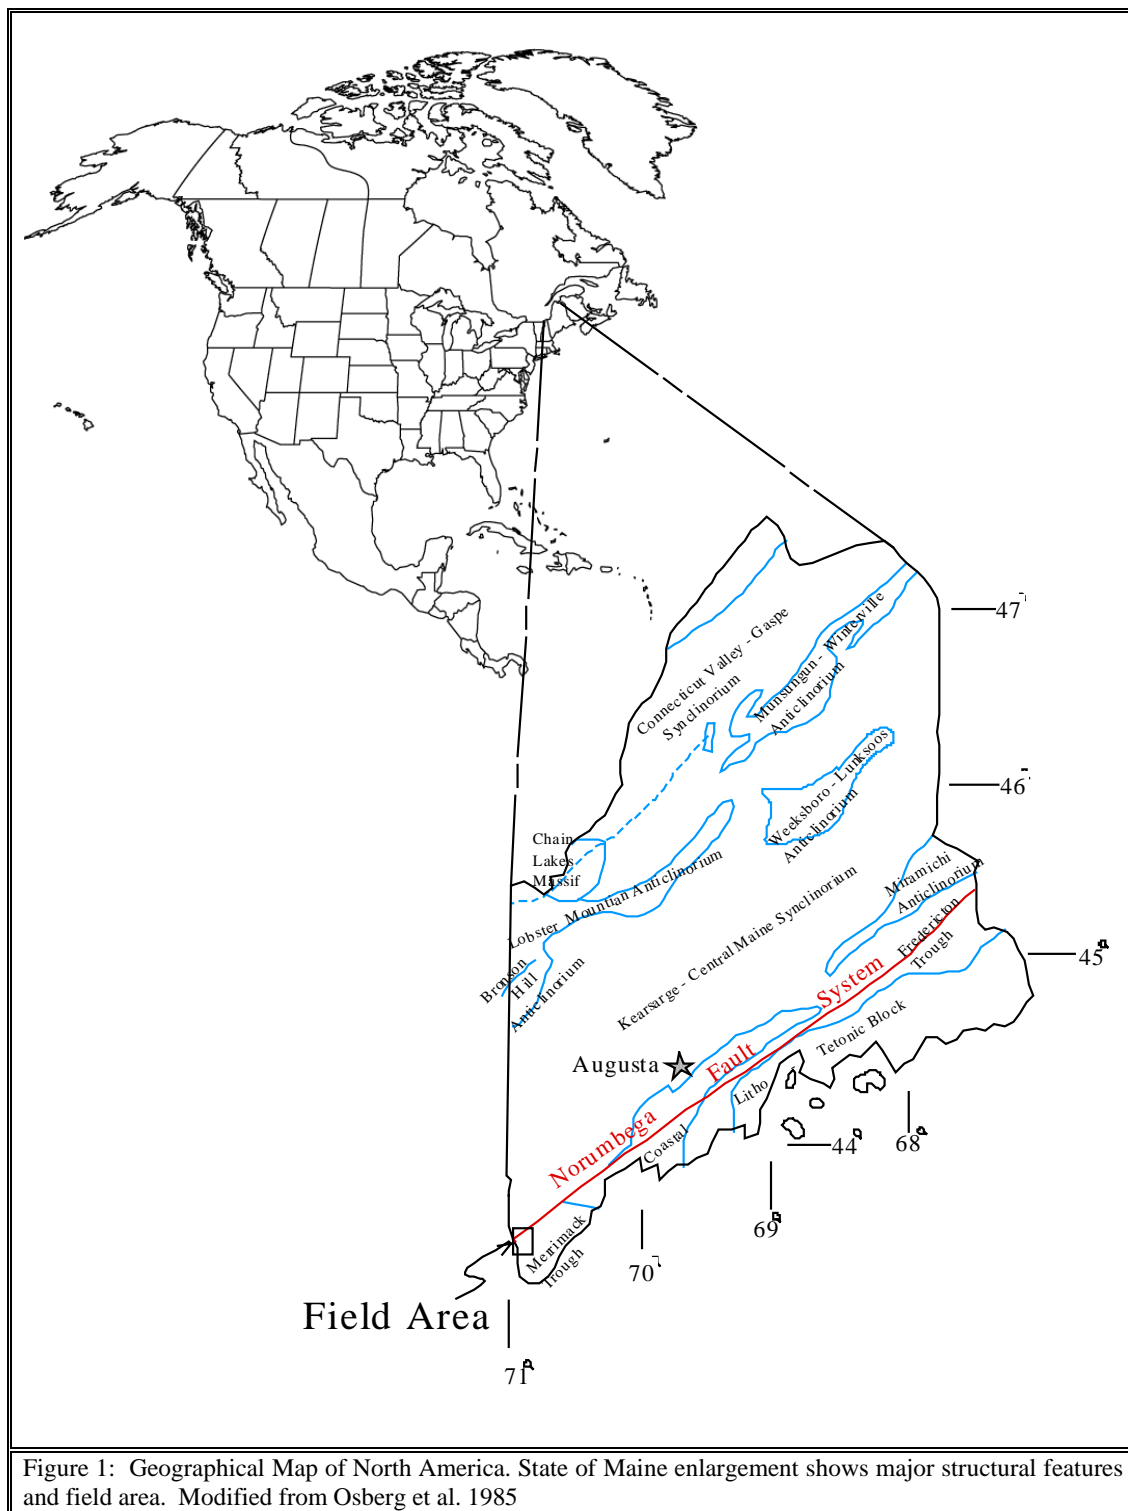 47
Connecticut Valley - Gaspe
Synclinorium
Munsungun - Winterville
Anticlinorium
46
Weeksboro - Lunksoos
Anticlinorium
Chain
Lakes
Massif
Lobster Mountian Anticlinorium
Miramichi
Anticlinorium
Fredericton
Trough
45
Bronson
Hill
Anticlinorium
Kearsarge - Central Maine Synclinorium
Norumbega Fault System
Tetonic Block
Augusta
Litho
Coastal
44
68
69
70
Merrimack
Trough
Field Area
71
Figure 1: Geographical Map of North America. State of Maine enlargement shows major structural features
and field area. Modified from Osberg et al. 1985